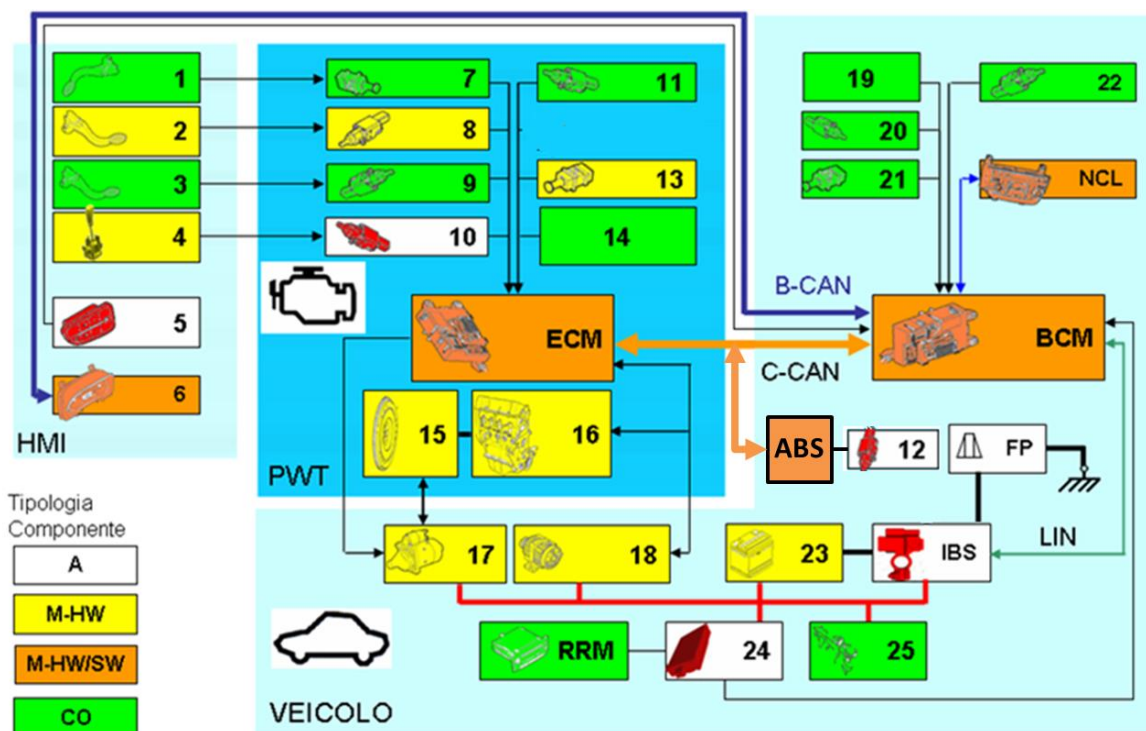 1
2
3
4
5
6
HMI
7
8
9
10
11
13
14
ECM
15
16
PWT
19
20
21
22
NCL
B-CAN
C-CAN
BCM
ABS
12
FP
LIN
17
18
23
IBS
RRM
24
25
VEICOLO
Tipologia
Componente
A
M-HW
M-HW/SW
CO